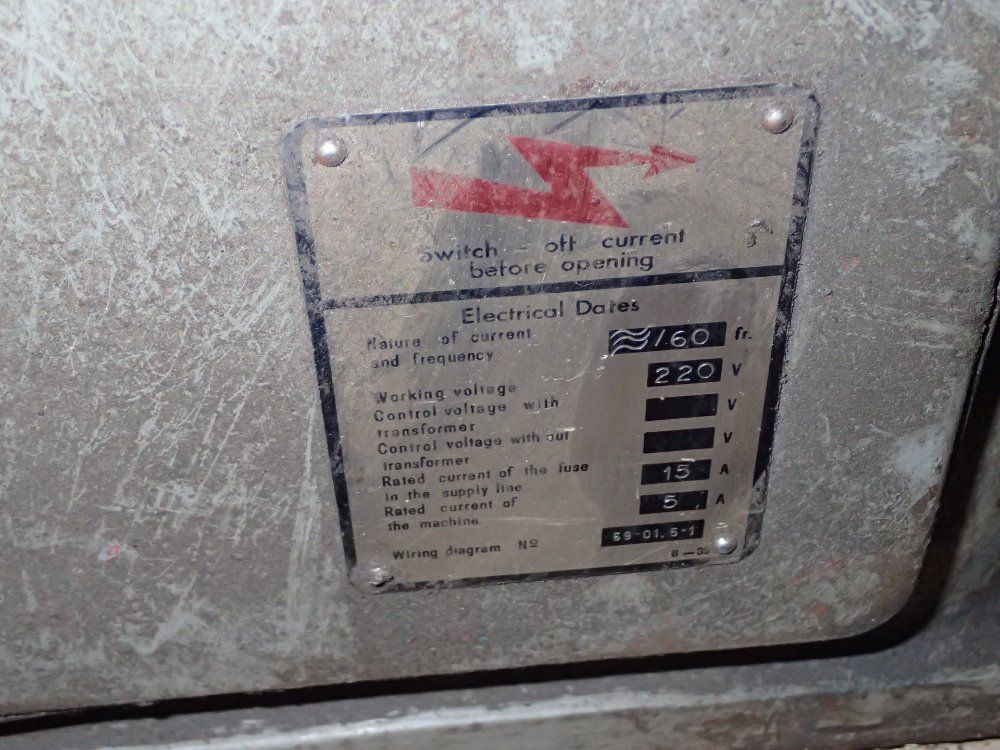 Switch - off current
before opening
Electrical Dates
Nature of current
and frequency
≋/60 fr.
Working voltage 220 V
Control voltage with
transformer V
Control voltage with out
transformer V
Rated current of the fuse
in the supply line 15 A
Rated current of
the machine 5 A
Wiring diagram Nº 69-01.5-1